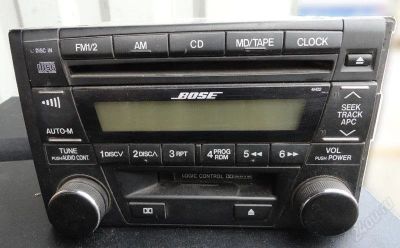 FM1/2 AM CD MD/TAPE CLOCK
DISC IN
BOSE
SEEK
TRACK
APC
AUTO-M
TUNE
PUSH AUDIO CONT.
1 DISC∨ 2 DISC∧ 3 RPT 4 PROG RDM 5 ◄◄ 6 ►►
VOL
PUSH POWER
LOGIC CONTROL